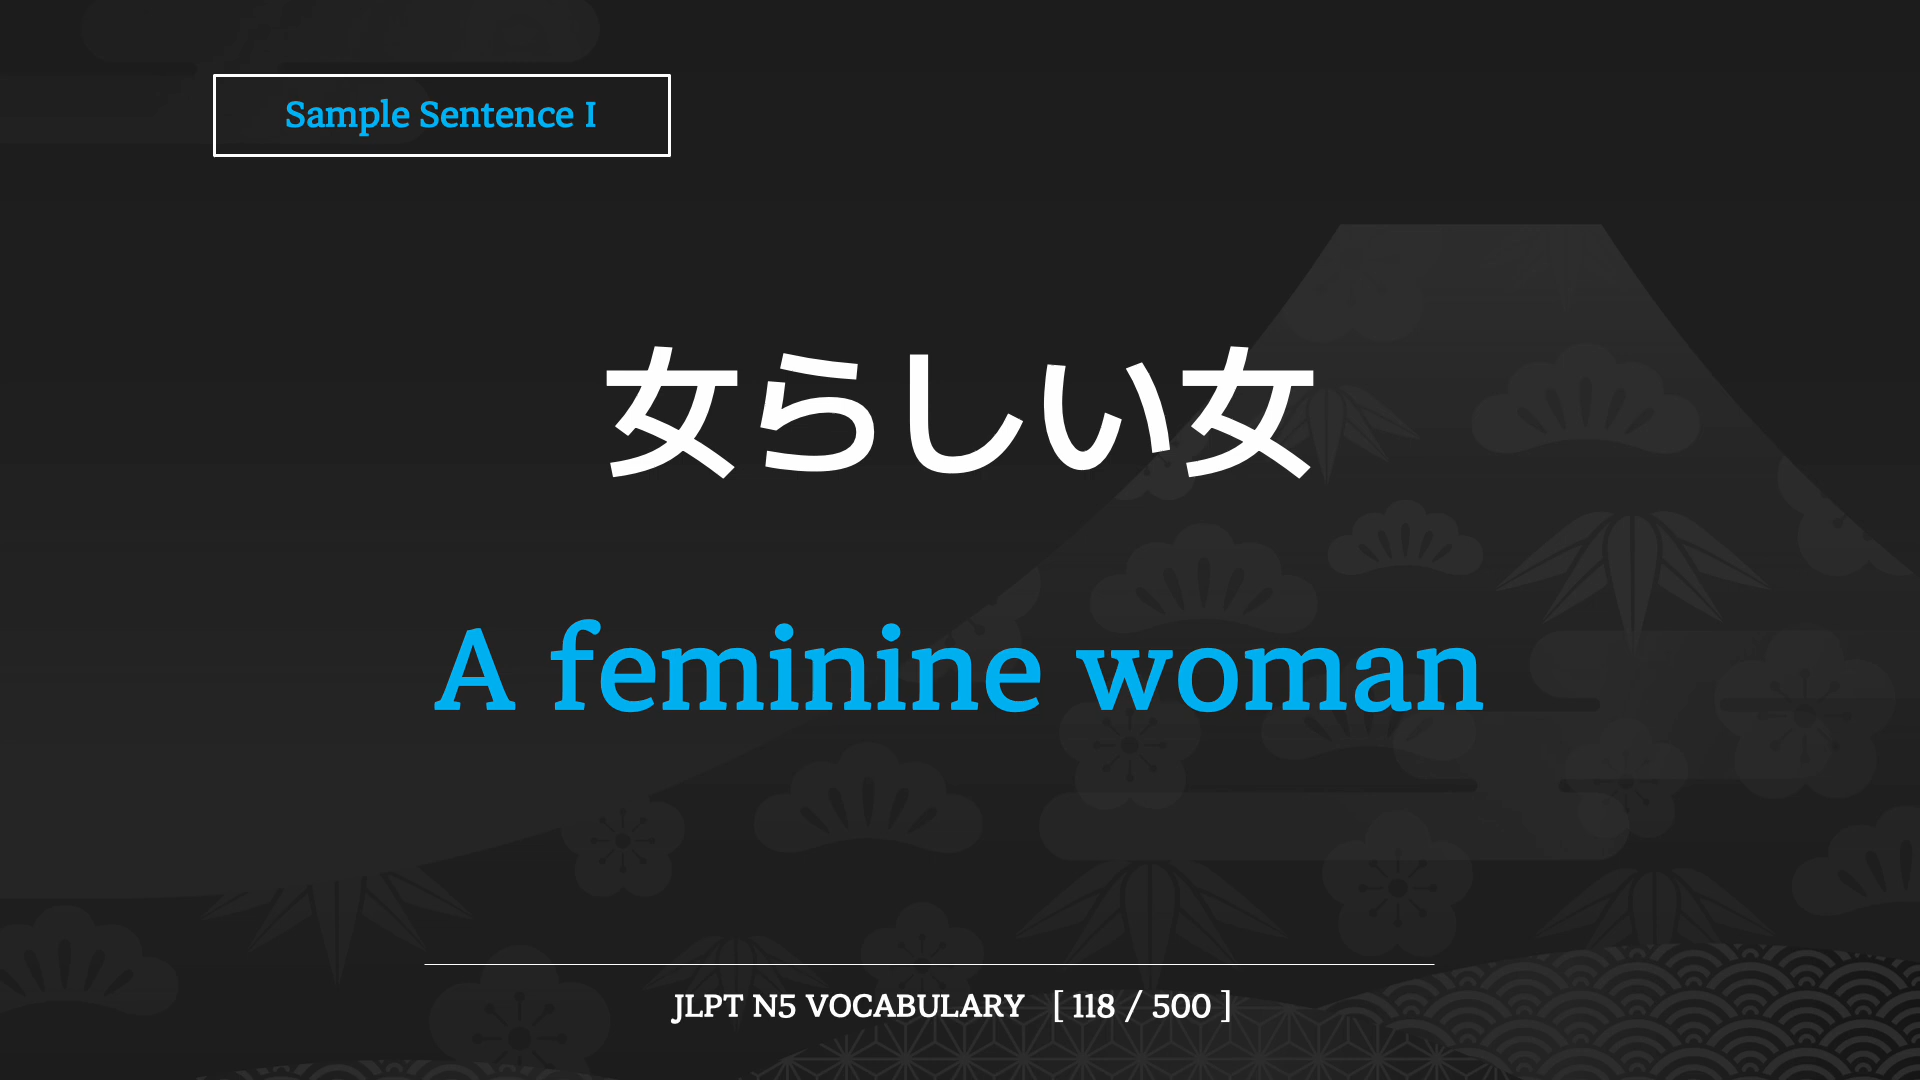 Sample Sentence I
女らしい女
A feminine woman
JLPT N5 VOCABULARY [ 118 / 500 ]